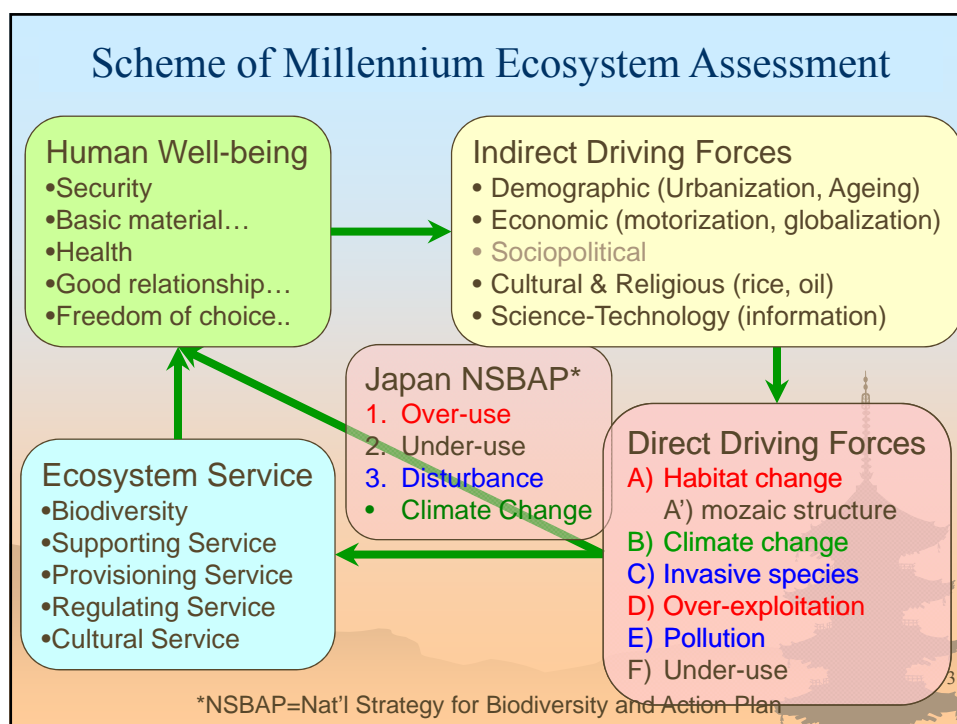 Scheme of Millennium Ecosystem Assessment
Human Well-being
•Security
•Basic material…
•Health
•Good relationship…
•Freedom of choice..
Indirect Driving Forces
• Demographic (Urbanization, Ageing)
• Economic (motorization, globalization)
• Sociopolitical
• Cultural & Religious (rice, oil)
• Science-Technology (information)
Japan NSBAP*
1. Over-use
2. Under-use
3. Disturbance
• Climate Change
Ecosystem Service
•Biodiversity
•Supporting Service
•Provisioning Service
•Regulating Service
•Cultural Service
Direct Driving Forces
A) Habitat change
A’) mozaic structure
B) Climate change
C) Invasive species
D) Over-exploitation
E) Pollution
F) Under-use
3
*NSBAP=Nat’l Strategy for Biodiversity and Action Plan